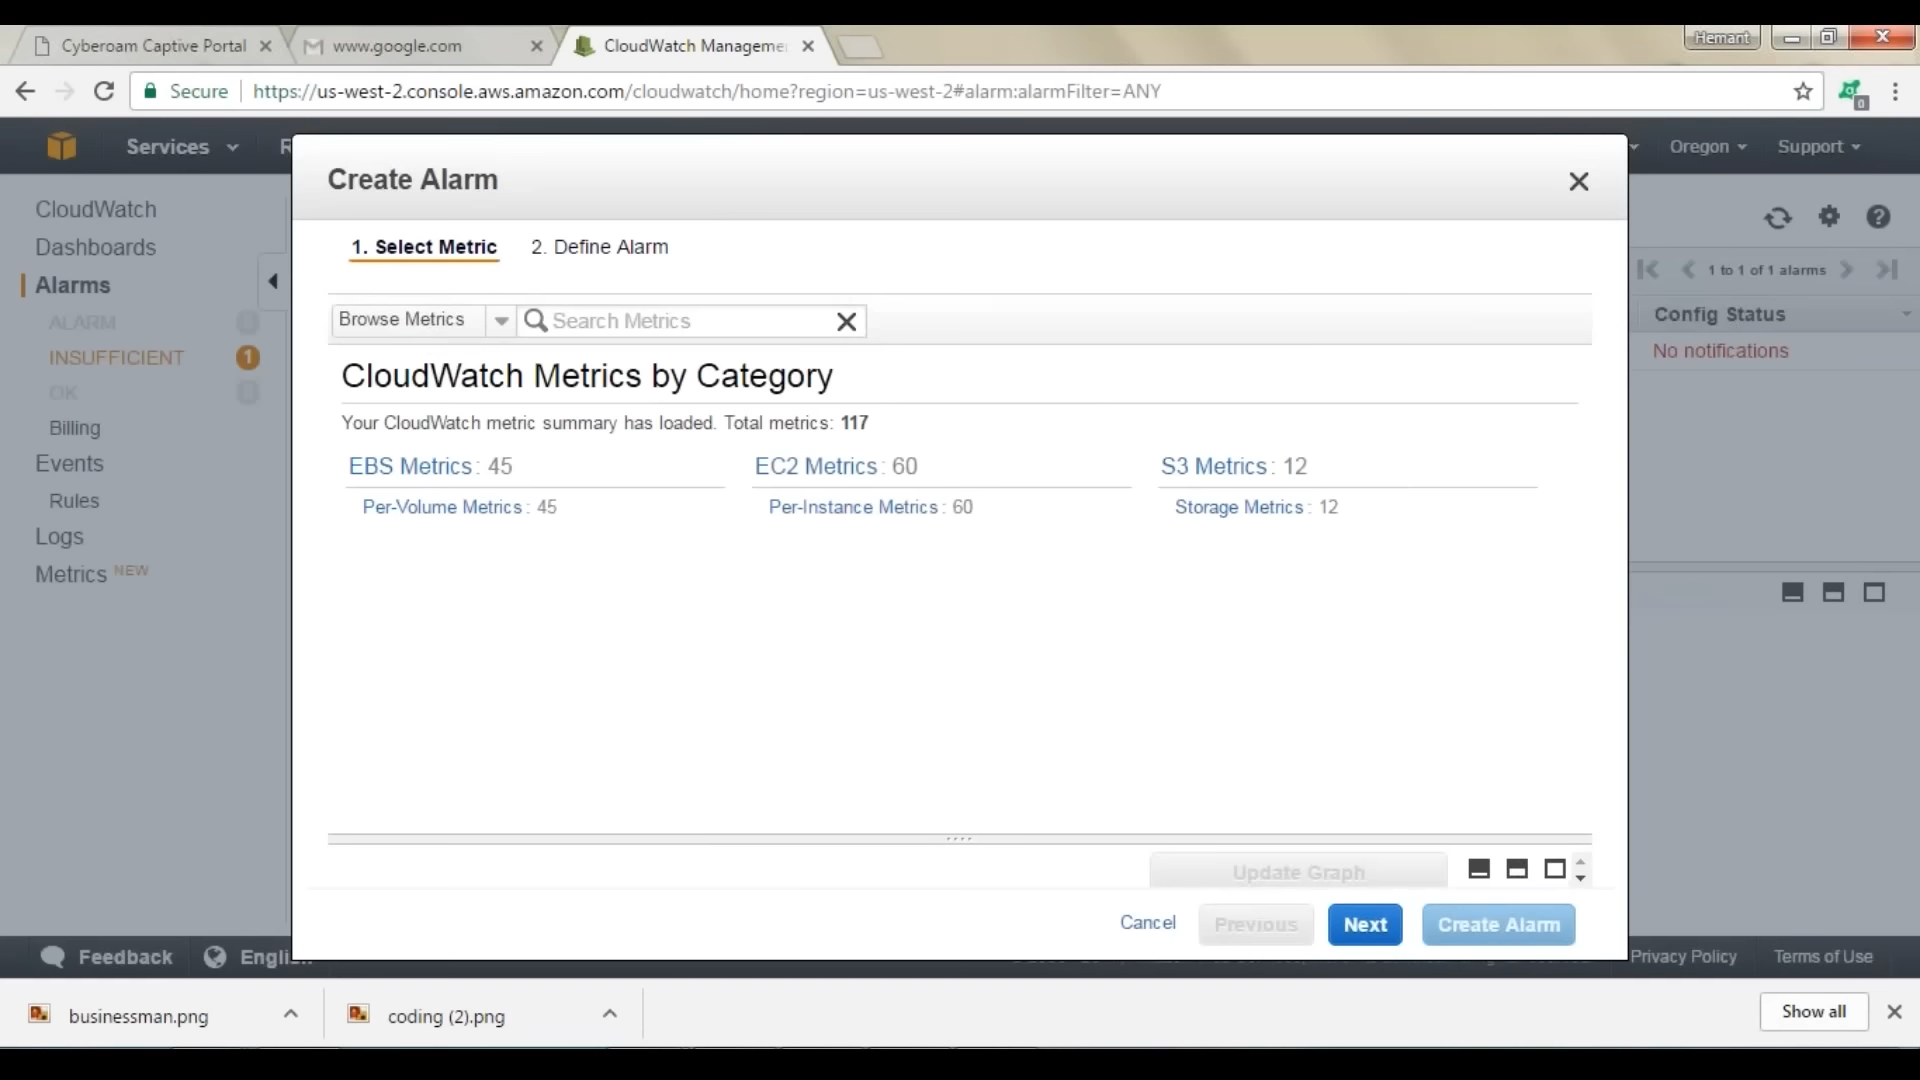 Cyberoam Captive Portal
www.google.com
CloudWatch Manageme
Hemant
Secure
https://us-west-2.console.aws.amazon.com/cloudwatch/home?region=us-west-2#alarm:alarmFilter=ANY
0
Services
R
Oregon
Support
Create Alarm
CloudWatch
Dashboards
Alarms
ALARM 0
INSUFFICIENT 1
OK 0
Billing
Events
Rules
Logs
Metrics NEW
1. Select Metric
2. Define Alarm
1 to 1 of 1 alarms
Config Status
No notifications
Browse Metrics
Search Metrics
CloudWatch Metrics by Category
Your CloudWatch metric summary has loaded. Total metrics: 117
EBS Metrics : 45
EC2 Metrics : 60
S3 Metrics : 12
Per-Volume Metrics : 45
Per-Instance Metrics : 60
Storage Metrics : 12
Update Graph
Cancel
Previous
Next
Create Alarm
Feedback
Engli
Privacy Policy
Terms of Use
businessman.png
coding (2).png
Show all